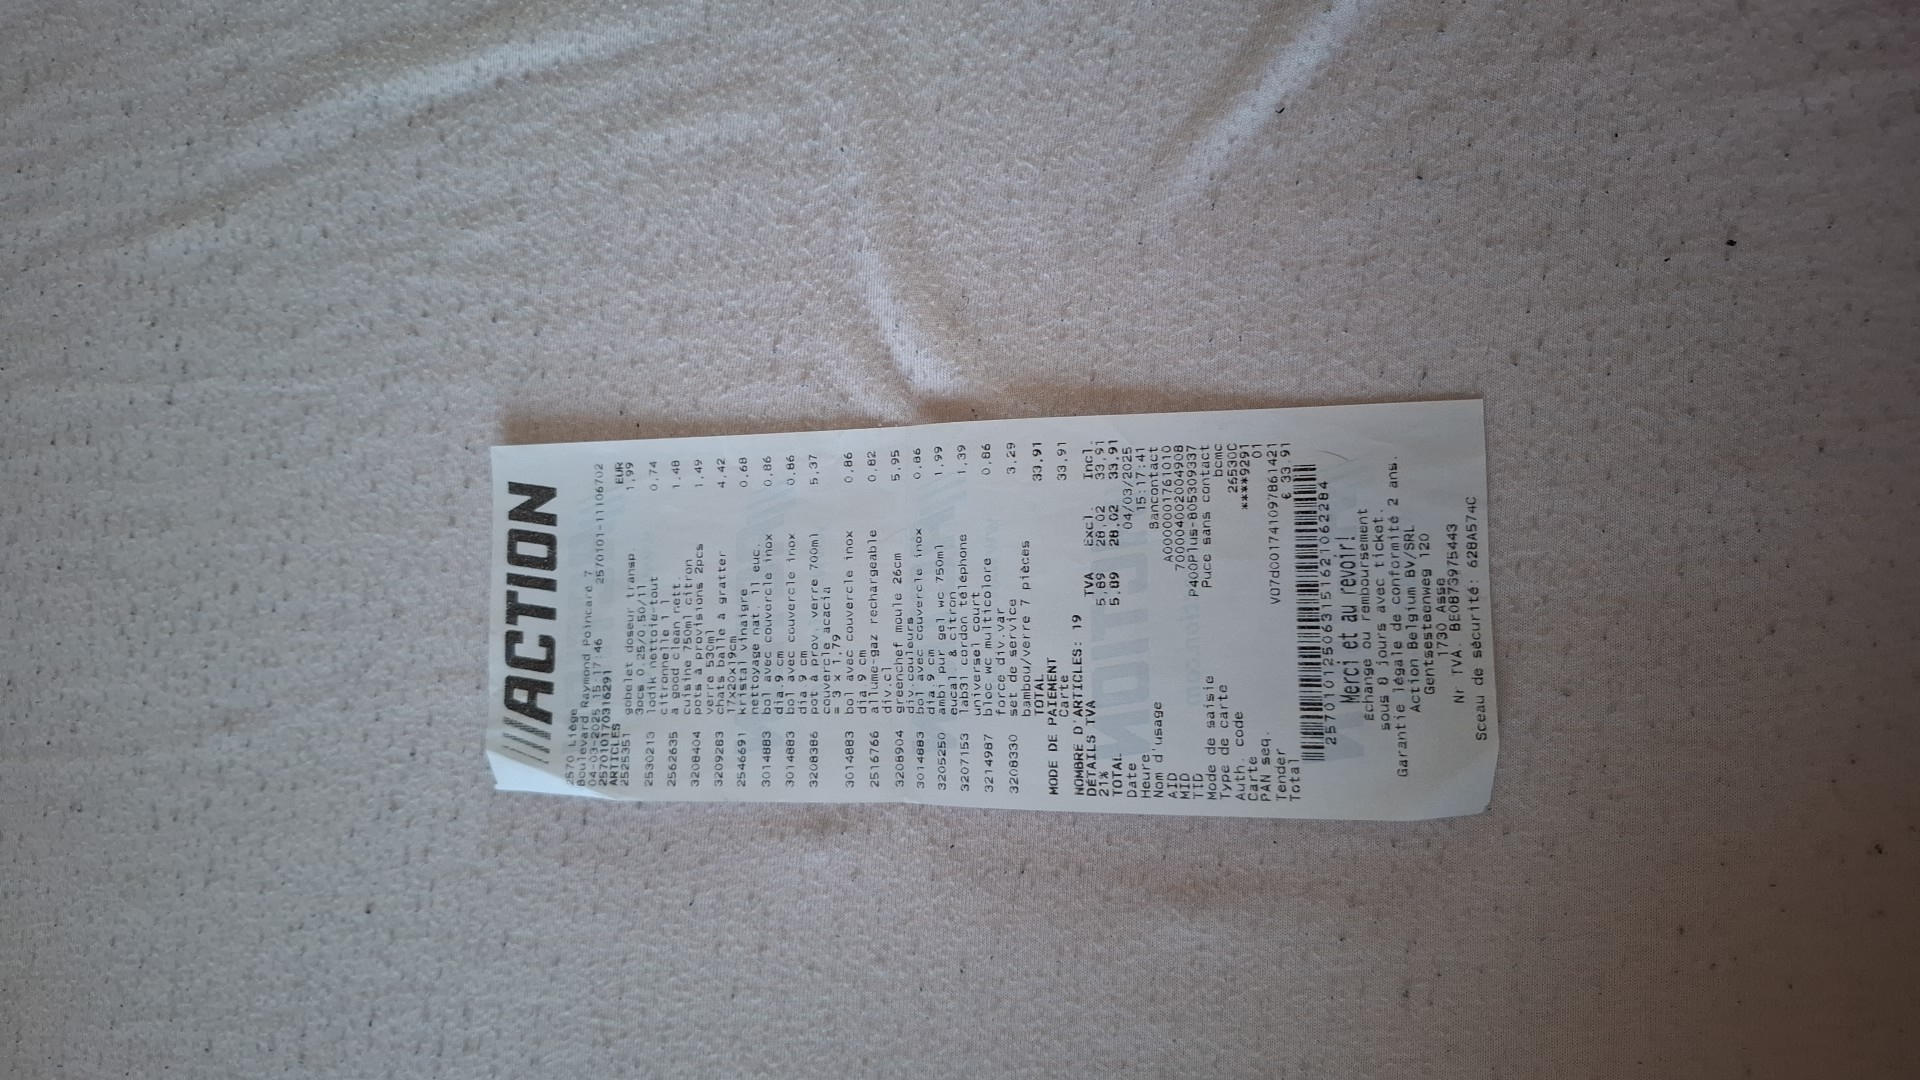 ACTION
2570 Liège
Boulevard Raymond Poincaré 7
04-03-2025 15:17:46 2570101-11106702
2570101170316291
ARTICLES EUR
2525351 gobelet doseur transp 1,99
3pcs 0,25/0,50/1l
2530213 lodik nettoie-tout 0,74
citronnelle 1 l
2562635 a good clean nett. 1,48
cuisine 750ml citron
3208404 pots à provisions 2pcs 1,49
verre 530ml
3209283 chats balle à gratter 4,42
17x20x19cm
2546691 kristal vinaigre 0,68
nettoyage nat. 1l euc.
3014883 bol avec couvercle inox 0,86
dia.9 cm
3014883 bol avec couvercle inox 0,86
dia.9 cm
3208386 pot à prov. verre 700ml 5,37
couvercle acacia
= 3 x 1,79
3014883 bol avec couvercle inox 0,86
dia.9 cm
2516766 allume-gaz rechargeable 0,82
div.cl
3208904 greenchef moule 26cm 5,95
div.couleurs
3014883 bol avec couvercle inox 0,86
dia.9 cm
3205250 ambi pur gel wc 750ml 1,99
eucal. & citron
3207153 lab31 cordon téléphone 1,39
universel court
3214987 bloc wc multicolore 0,86
force div.var
3208330 set de service 3,29
bambou/verre 7 pièces
TOTAL 33,91
MODE DE PAIEMENT
Carte 33,91
NOMBRE D'ARTICLES: 19
DÉTAILS TVA TVA Excl. Incl.
21% 5,89 28,02 33,91
TOTAL 5,89 28,02 33,91
Date 04/03/2025
Heure 15:17:41
Nom d'usage Bancontact
AID A0000001761010
MID 70000402004908
TID P400Plus-805309337
Mode de saisie Puce sans contact
Type de carte bcmc
Auth. code 26530C
Carte ****9291
PAN seq. 01
Tender V07d001741097861421
Total € 33,91
257010125063151621062284
Merci et au revoir!
Échange ou remboursement
sous 8 jours avec ticket.
Garantie légale de conformité 2 ans.
Action Belgium BV/SRL
Gentsesteenweg 120
1730 Asse
Nr TVA. BE0873975443
Sceau de sécurité: 628A574C